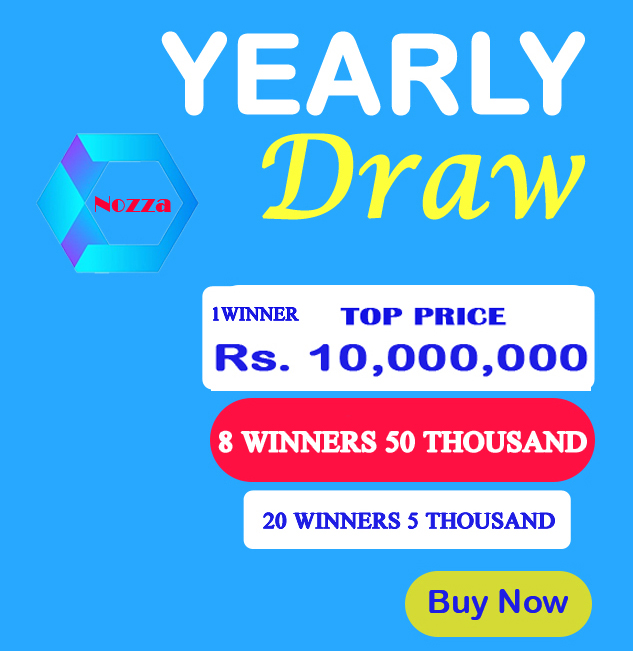 YEARLY
Draw
Nozza
1WINNER TOP PRICE
Rs. 10,000,000
8 WINNERS 50 THOUSAND
20 WINNERS 5 THOUSAND
Buy Now